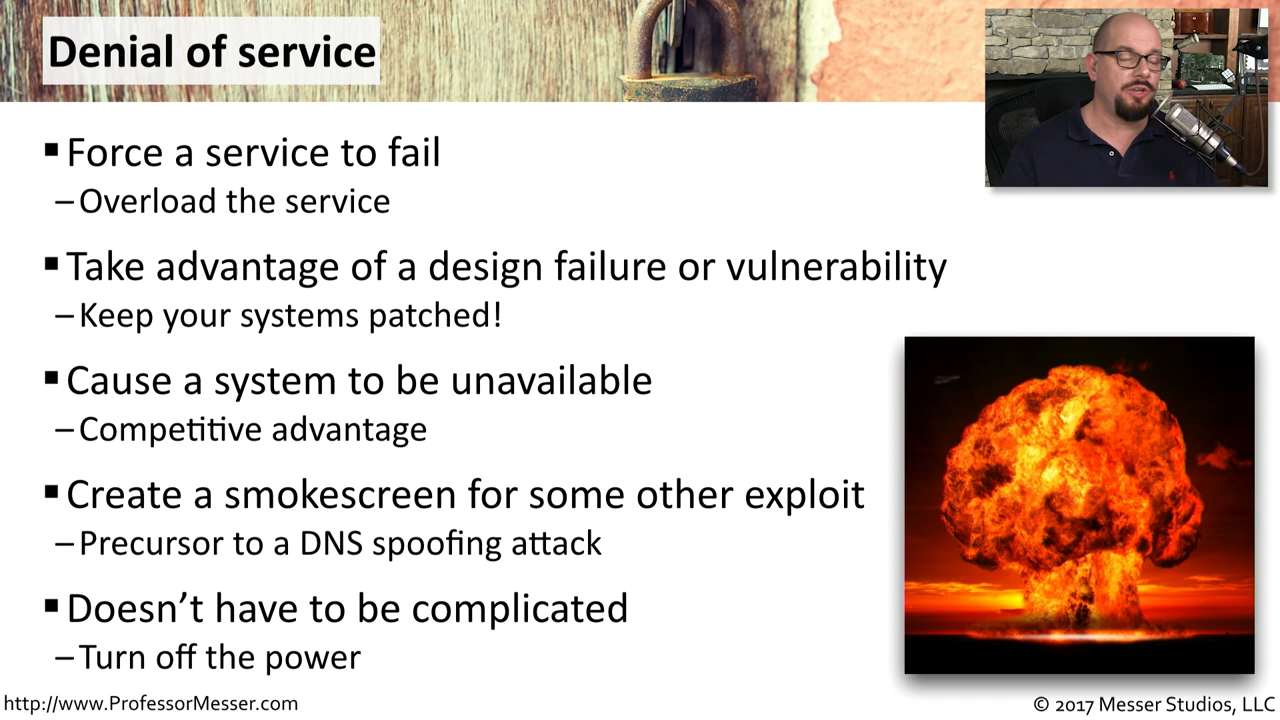 Denial of service
▪ Force a service to fail
– Overload the service
▪ Take advantage of a design failure or vulnerability
– Keep your systems patched!
▪ Cause a system to be unavailable
– Competitive advantage
▪ Create a smokescreen for some other exploit
– Precursor to a DNS spoofing attack
▪ Doesn’t have to be complicated
– Turn off the power
http://www.ProfessorMesser.com
© 2017 Messer Studios, LLC